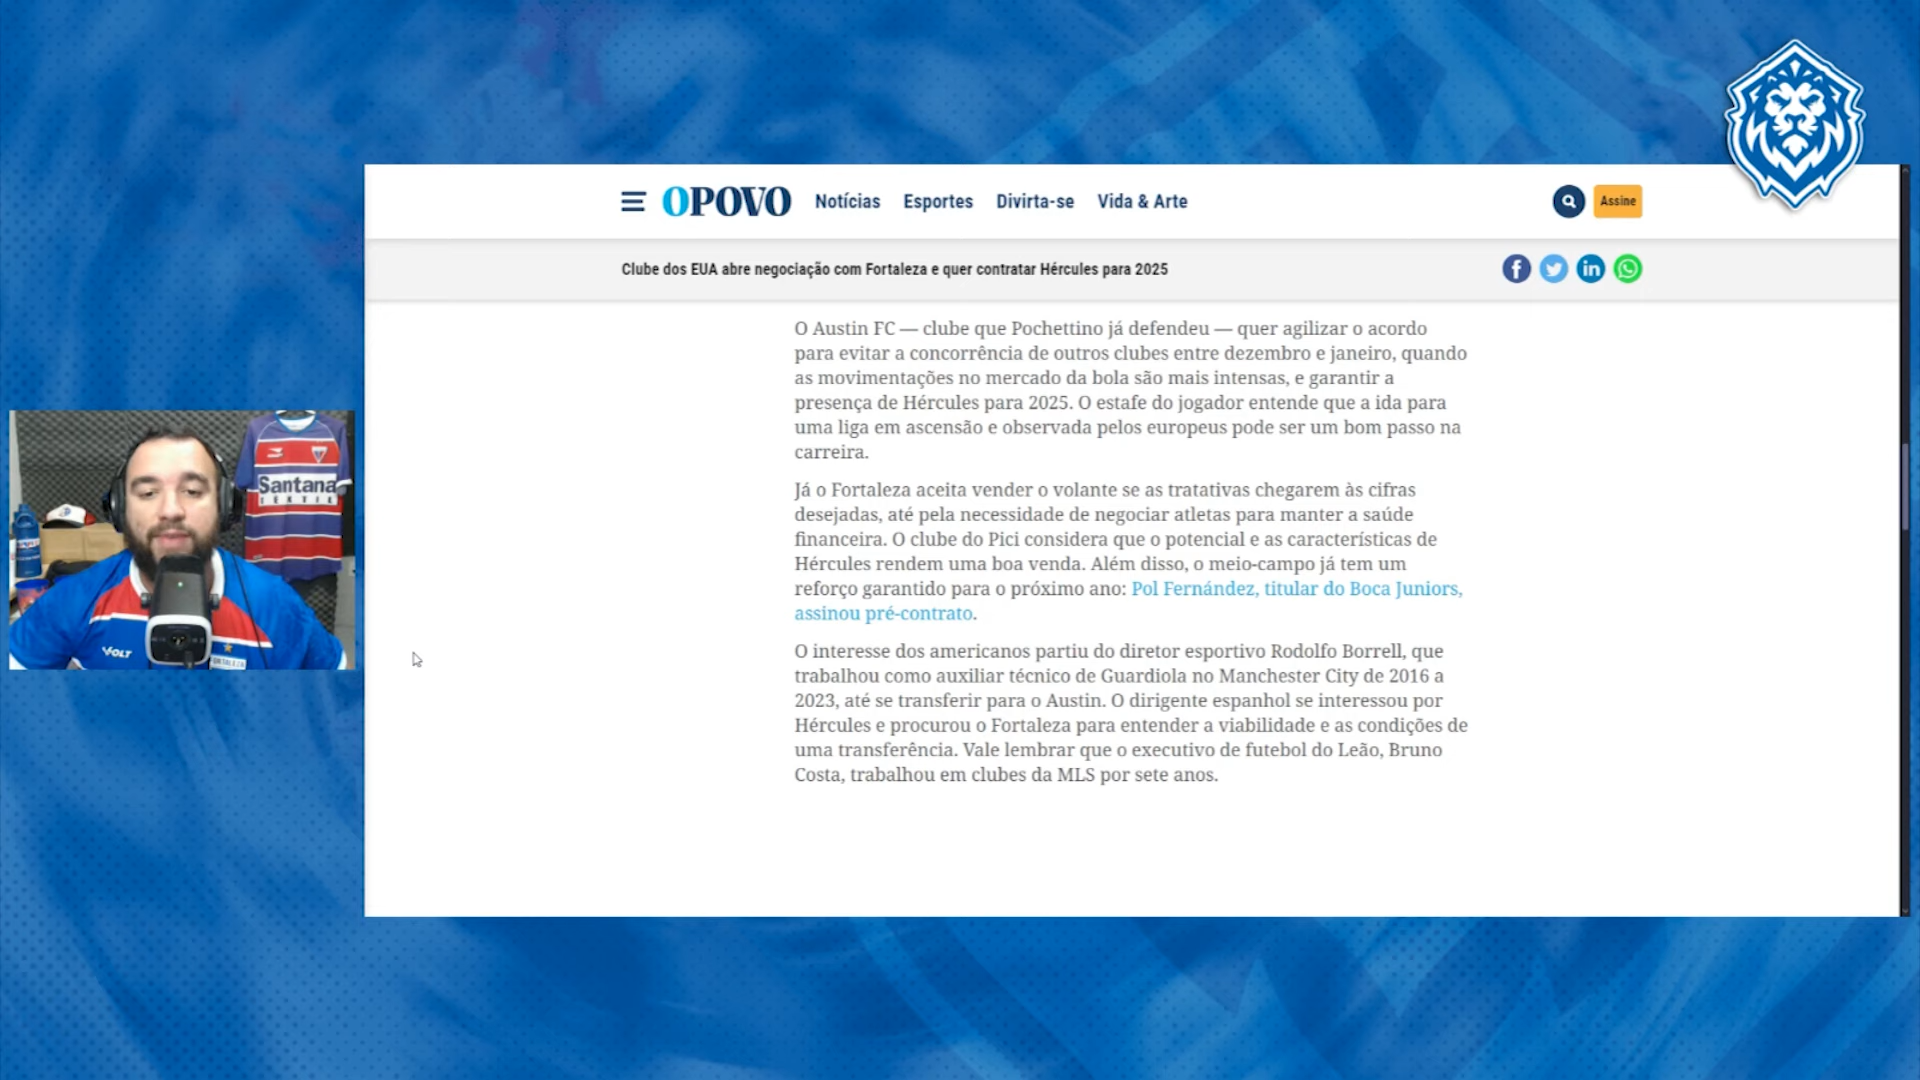 OPOVO Notícias Esportes Divirta-se Vida & Arte Assine
Clube dos EUA abre negociação com Fortaleza e quer contratar Hércules para 2025
O Austin FC — clube que Pochettino já defendeu — quer agilizar o acordo
para evitar a concorrência de outros clubes entre dezembro e janeiro, quando
as movimentações no mercado da bola são mais intensas, e garantir a
presença de Hércules para 2025. O estafe do jogador entende que a ida para
uma liga em ascensão e observada pelos europeus pode ser um bom passo na
carreira.
Já o Fortaleza aceita vender o volante se as tratativas chegarem às cifras
desejadas, até pela necessidade de negociar atletas para manter a saúde
financeira. O clube do Pici considera que o potencial e as características de
Hércules rendem uma boa venda. Além disso, o meio-campo já tem um
reforço garantido para o próximo ano: Pol Fernández, titular do Boca Juniors,
assinou pré-contrato.
O interesse dos americanos partiu do diretor esportivo Rodolfo Borrell, que
trabalhou como auxiliar técnico de Guardiola no Manchester City de 2016 a
2023, até se transferir para o Austin. O dirigente espanhol se interessou por
Hércules e procurou o Fortaleza para entender a viabilidade e as condições de
uma transferência. Vale lembrar que o executivo de futebol do Leão, Bruno
Costa, trabalhou em clubes da MLS por sete anos.
Santana
TÊXTIL
VOLT
FORTALEZA